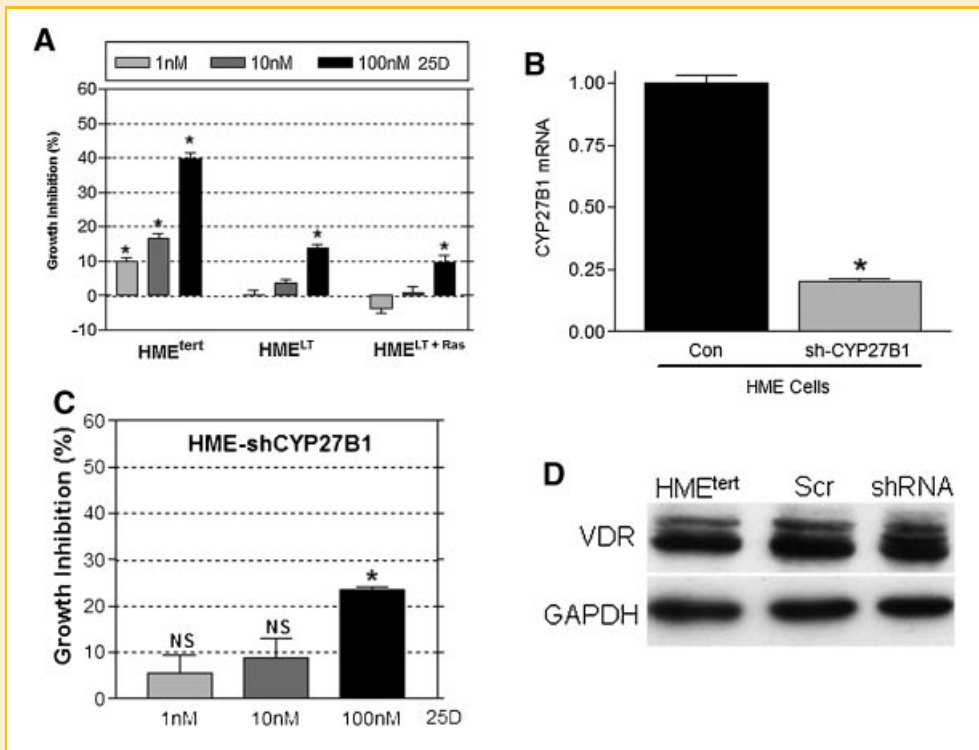 A
1nM 10nM 100nM 25D
Growth Inhibition (%)
60
50
40
30
20
10
0
-10
* * *
*
*
HME^tert HME^LT HME^LT + Ras
B
CYP27B1 mRNA
1.00
0.75
0.50
0.25
0.00
*
Con sh-CYP27B1
HME Cells
C
HME-shCYP27B1
Growth Inhibition (%)
60
50
40
30
20
10
0
NS NS *
1nM 10nM 100nM 25D
D
HME^tert Scr shRNA
VDR
GAPDH